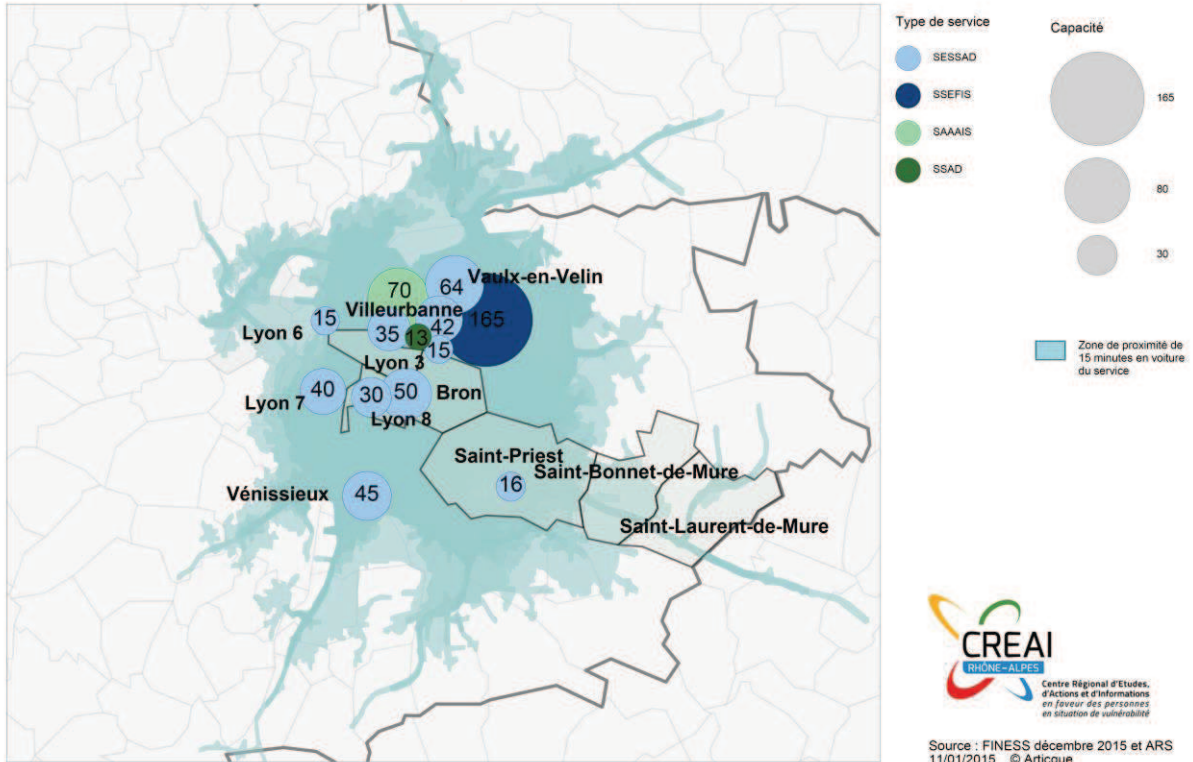 Vaulx-en-Velin
70
64
Villeurbanne
15
35
13
42
165
15
Lyon 6
Lyon 3
40
30
50
Bron
Lyon 7
Lyon 8
Saint-Priest
Saint-Bonnet-de-Mure
16
Vénissieux
45
Saint-Laurent-de-Mure
Type de service
SESSAD
SSEFIS
SAAAIS
SSAD
Capacité
165
80
30
Zone de proximité de
15 minutes en voiture
du service
CREAI
RHÔNE-ALPES
Centre Régional d'Etudes,
d'Actions et d'Informations
en faveur des personnes
en situation de vulnérabilité
Source : FINESS décembre 2015 et ARS
11/01/2015 © Articque